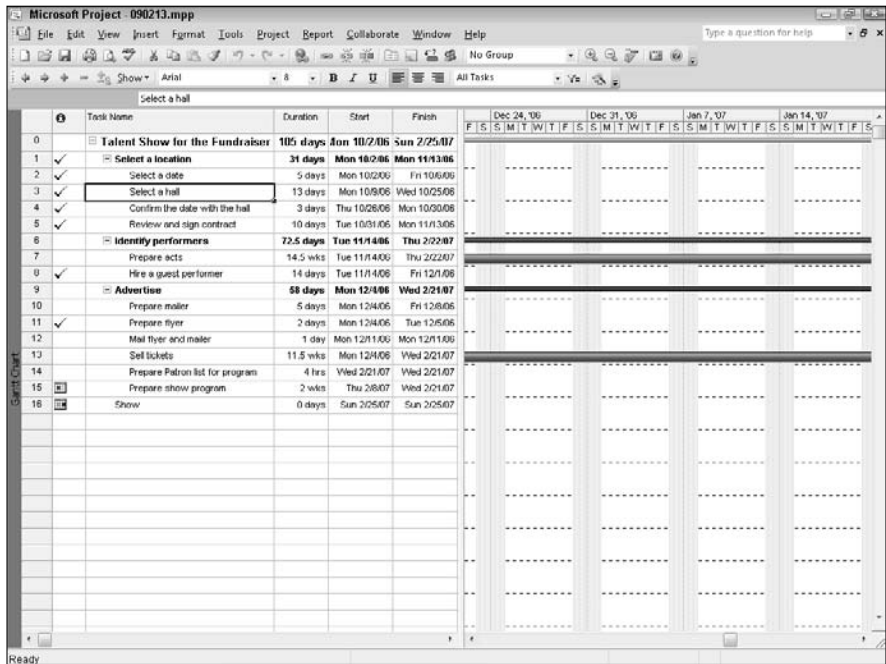 Microsoft Project - 090213.mpp
File Edit View Insert Format Tools Project Report Collaborate Window Help Type a question for help
Show Arial 8 B I U All Tasks
No Group
Select a hall
Task Name Duration Start Finish Dec 24, '06 Dec 31, '06 Jan 7, '07 Jan 14, '07
F S S M T W T F S S M T W T F S S M T W T F S S M T W T F S
0 Talent Show for the Fundraiser 105 days Mon 10/2/06 Sun 2/25/07
1 Select a location 31 days Mon 10/2/06 Mon 11/13/06
2 Select a date 5 days Mon 10/2/06 Fri 10/6/06
3 Select a hall 13 days Mon 10/9/06 Wed 10/25/06
4 Confirm the date with the hall 3 days Thu 10/26/06 Mon 10/30/06
5 Review and sign contract 10 days Tue 10/31/06 Mon 11/13/06
6 Identify performers 72.5 days Tue 11/14/06 Thu 2/22/07
7 Prepare acts 14.5 wks Tue 11/14/06 Thu 2/22/07
8 Hire a guest performer 14 days Tue 11/14/06 Fri 12/1/06
9 Advertise 58 days Mon 12/4/06 Wed 2/21/07
10 Prepare mailer 5 days Mon 12/4/06 Fri 12/8/06
11 Prepare flyer 2 days Mon 12/4/06 Tue 12/5/06
12 Mail flyer and mailer 1 day Mon 12/11/06 Mon 12/11/06
13 Sell tickets 11.5 wks Mon 12/4/06 Wed 2/21/07
14 Prepare Patron list for program 4 hrs Wed 2/21/07 Wed 2/21/07
15 Prepare show program 2 wks Thu 2/8/07 Wed 2/21/07
16 Show 0 days Sun 2/25/07 Sun 2/25/07
Gantt Chart
Ready